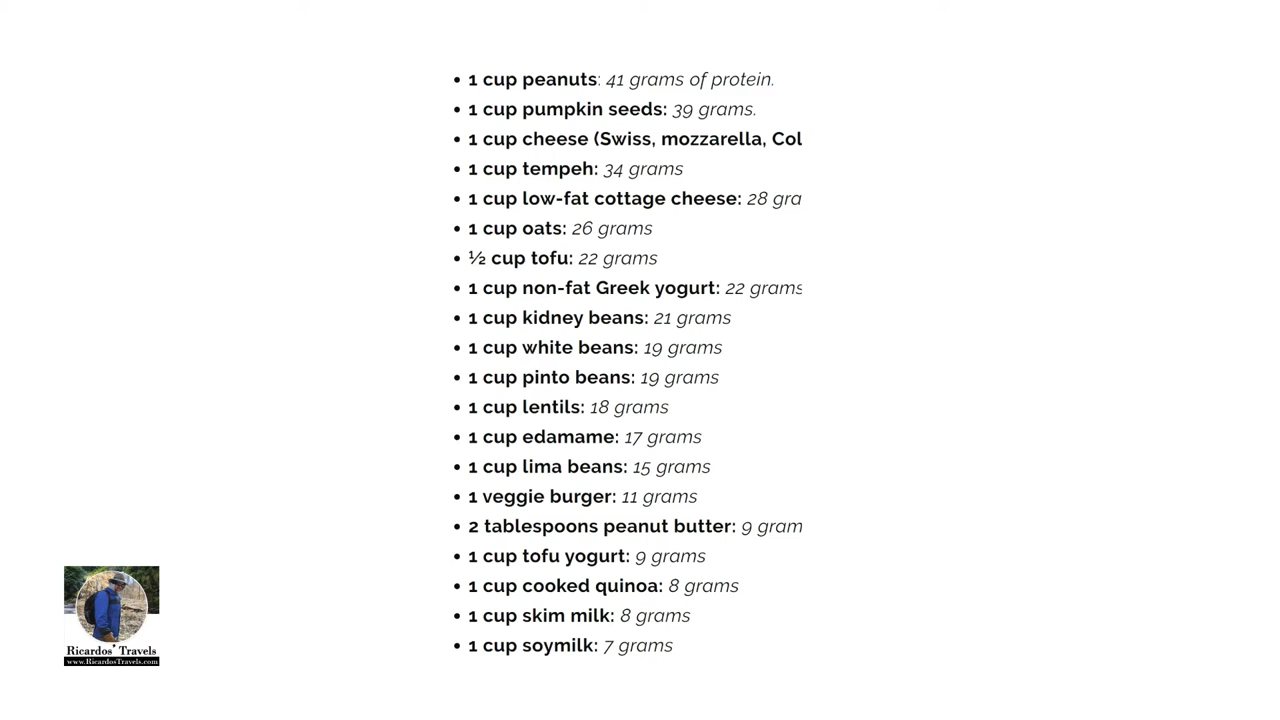 • 1 cup peanuts: 41 grams of protein.
• 1 cup pumpkin seeds: 39 grams.
• 1 cup cheese (Swiss, mozzarella, Col
• 1 cup tempeh: 34 grams
• 1 cup low-fat cottage cheese: 28 gra
• 1 cup oats: 26 grams
• ½ cup tofu: 22 grams
• 1 cup non-fat Greek yogurt: 22 grams
• 1 cup kidney beans: 21 grams
• 1 cup white beans: 19 grams
• 1 cup pinto beans: 19 grams
• 1 cup lentils: 18 grams
• 1 cup edamame: 17 grams
• 1 cup lima beans: 15 grams
• 1 veggie burger: 11 grams
• 2 tablespoons peanut butter: 9 gram
• 1 cup tofu yogurt: 9 grams
• 1 cup cooked quinoa: 8 grams
• 1 cup skim milk: 8 grams
• 1 cup soymilk: 7 grams
Ricardos' Travels
www.RicardosTravels.com